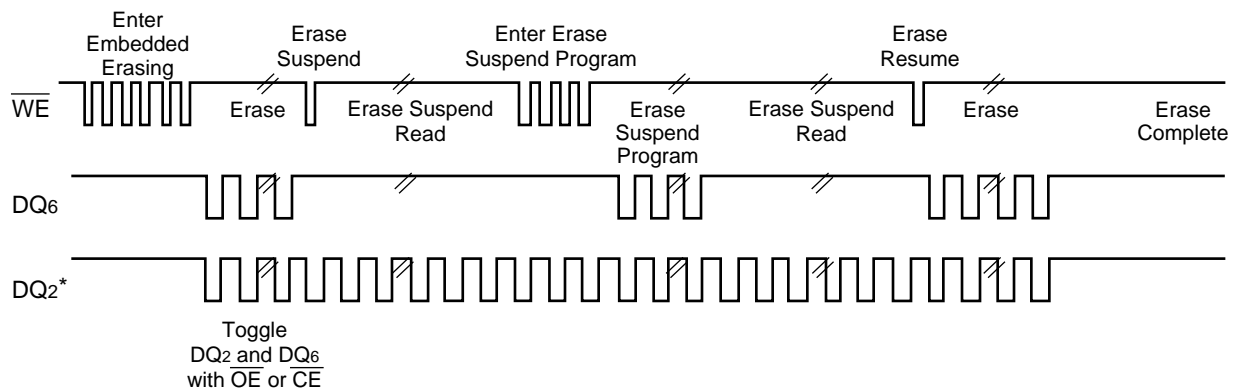 Enter
Embedded
Erasing
Erase
Suspend
Enter Erase
Suspend Program
Erase
Resume
WE
Erase
Erase Suspend
Read
Erase
Suspend
Program
Erase Suspend
Read
Erase
Erase
Complete
DQ6
DQ2*
Toggle
DQ2 and DQ6
with OE or CE